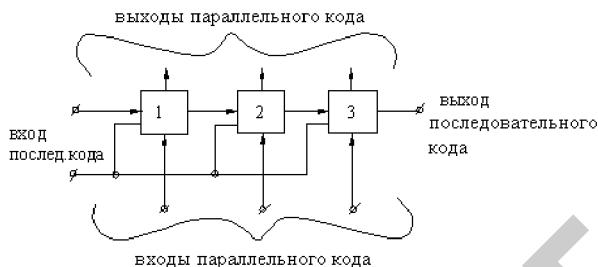 выходы параллельного кода
1
2
3
выход
последовательного
кода
вход
послед.кода
входы параллельного кода